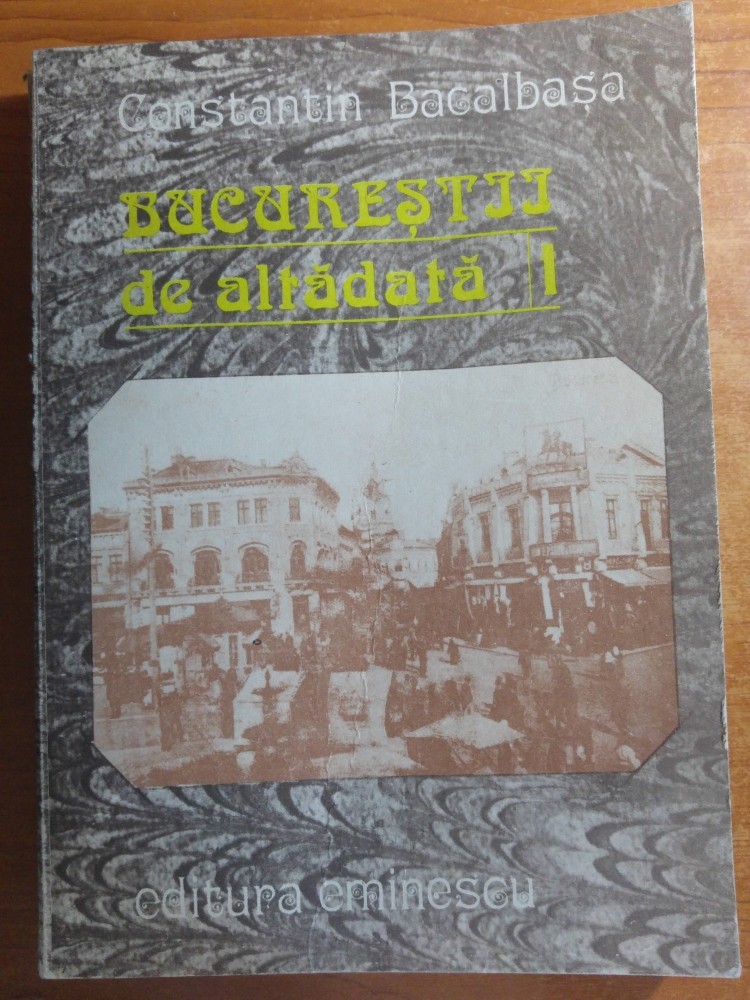 Constantin Bacalbașa
BUCUREȘTII
de altădată I
editura eminescu